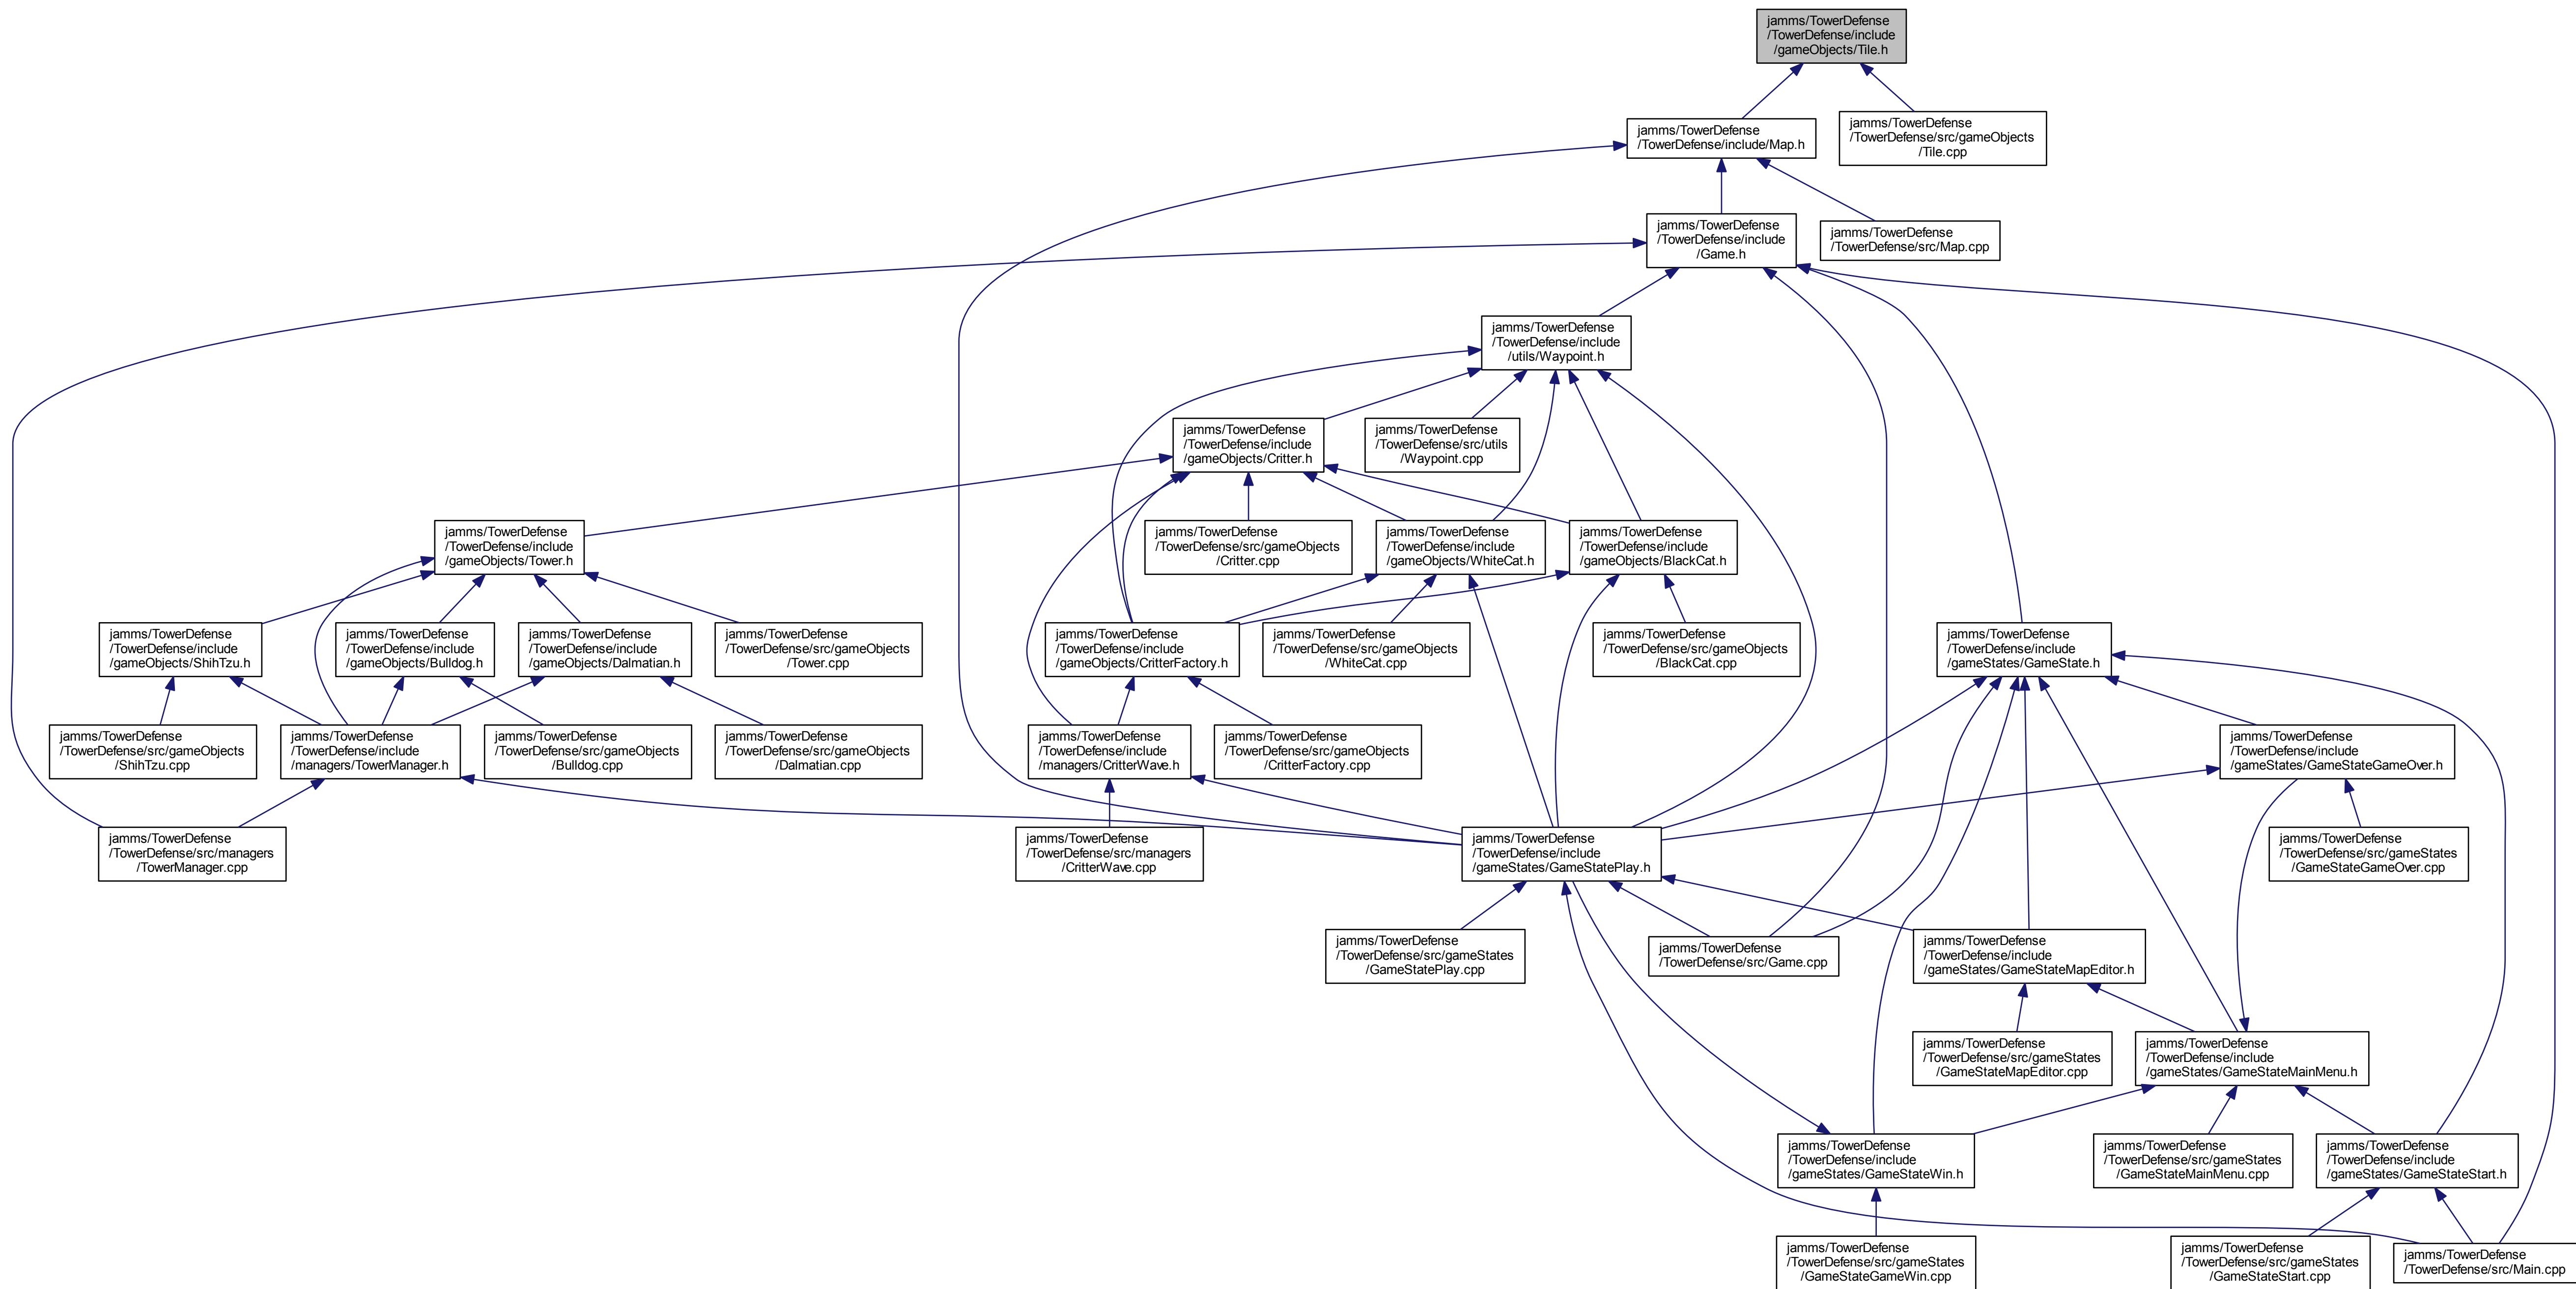 jamms/TowerDefense
/TowerDefense/include
/gameObjects/Tile.h
jamms/TowerDefense
/TowerDefense/include/Map.h
jamms/TowerDefense
/TowerDefense/src/gameObjects
/Tile.cpp
jamms/TowerDefense
/TowerDefense/include
/Game.h
jamms/TowerDefense
/TowerDefense/src/Map.cpp
jamms/TowerDefense
/TowerDefense/include
/utils/Waypoint.h
jamms/TowerDefense
/TowerDefense/include
/gameObjects/Critter.h
jamms/TowerDefense
/TowerDefense/src/utils
/Waypoint.cpp
jamms/TowerDefense
/TowerDefense/include
/gameObjects/Tower.h
jamms/TowerDefense
/TowerDefense/src/gameObjects
/Critter.cpp
jamms/TowerDefense
/TowerDefense/include
/gameObjects/WhiteCat.h
jamms/TowerDefense
/TowerDefense/include
/gameObjects/BlackCat.h
jamms/TowerDefense
/TowerDefense/include
/gameObjects/ShihTzu.h
jamms/TowerDefense
/TowerDefense/include
/gameObjects/Bulldog.h
jamms/TowerDefense
/TowerDefense/include
/gameObjects/Dalmatian.h
jamms/TowerDefense
/TowerDefense/src/gameObjects
/Tower.cpp
jamms/TowerDefense
/TowerDefense/include
/gameObjects/CritterFactory.h
jamms/TowerDefense
/TowerDefense/src/gameObjects
/WhiteCat.cpp
jamms/TowerDefense
/TowerDefense/src/gameObjects
/BlackCat.cpp
jamms/TowerDefense
/TowerDefense/include
/gameStates/GameState.h
jamms/TowerDefense
/TowerDefense/src/gameObjects
/ShihTzu.cpp
jamms/TowerDefense
/TowerDefense/include
/managers/TowerManager.h
jamms/TowerDefense
/TowerDefense/src/gameObjects
/Bulldog.cpp
jamms/TowerDefense
/TowerDefense/src/gameObjects
/Dalmatian.cpp
jamms/TowerDefense
/TowerDefense/include
/managers/CritterWave.h
jamms/TowerDefense
/TowerDefense/src/gameObjects
/CritterFactory.cpp
jamms/TowerDefense
/TowerDefense/include
/gameStates/GameStateGameOver.h
jamms/TowerDefense
/TowerDefense/src/managers
/TowerManager.cpp
jamms/TowerDefense
/TowerDefense/src/managers
/CritterWave.cpp
jamms/TowerDefense
/TowerDefense/include
/gameStates/GameStatePlay.h
jamms/TowerDefense
/TowerDefense/src/gameStates
/GameStateGameOver.cpp
jamms/TowerDefense
/TowerDefense/src/gameStates
/GameStatePlay.cpp
jamms/TowerDefense
/TowerDefense/src/Game.cpp
jamms/TowerDefense
/TowerDefense/include
/gameStates/GameStateMapEditor.h
jamms/TowerDefense
/TowerDefense/src/gameStates
/GameStateMapEditor.cpp
jamms/TowerDefense
/TowerDefense/include
/gameStates/GameStateMainMenu.h
jamms/TowerDefense
/TowerDefense/include
/gameStates/GameStateWin.h
jamms/TowerDefense
/TowerDefense/src/gameStates
/GameStateMainMenu.cpp
jamms/TowerDefense
/TowerDefense/include
/gameStates/GameStateStart.h
jamms/TowerDefense
/TowerDefense/src/gameStates
/GameStateGameWin.cpp
jamms/TowerDefense
/TowerDefense/src/gameStates
/GameStateStart.cpp
jamms/TowerDefense
/TowerDefense/src/Main.cpp